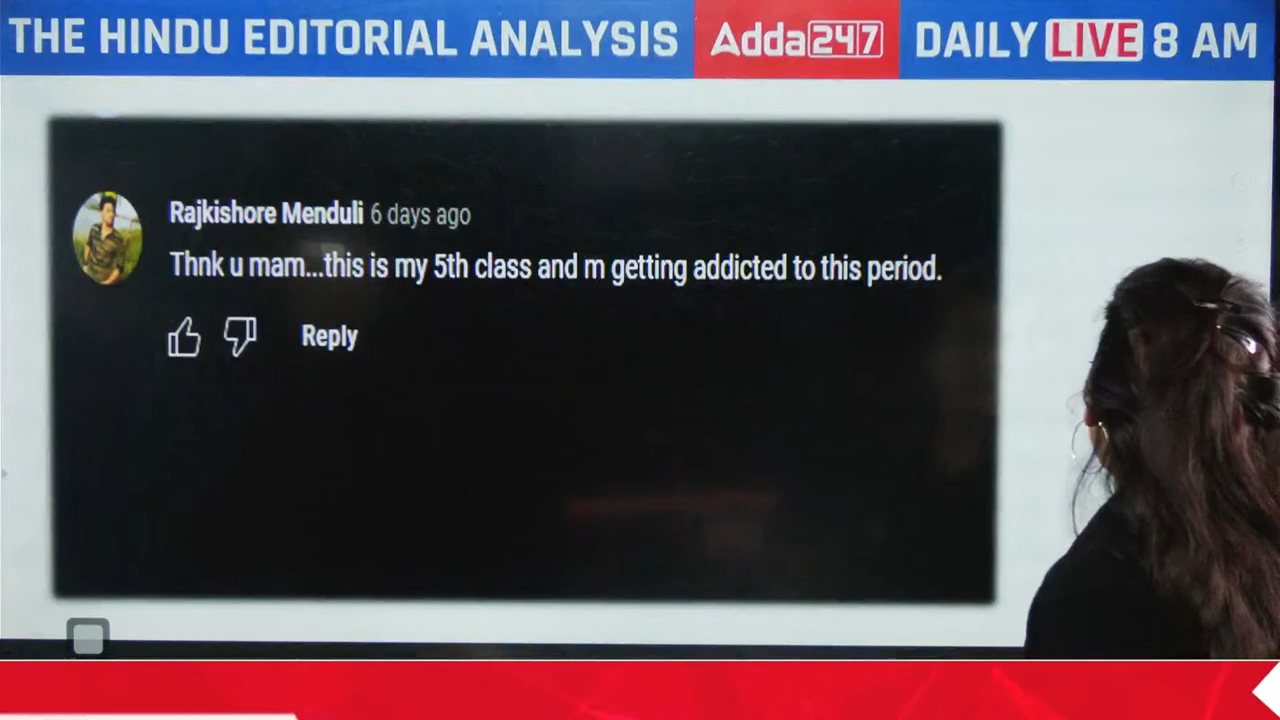 THE HINDU EDITORIAL ANALYSIS Adda247 DAILY LIVE 8 AM
Rajkishore Menduli 6 days ago
Thnk u mam...this is my 5th class and m getting addicted to this period.
Reply